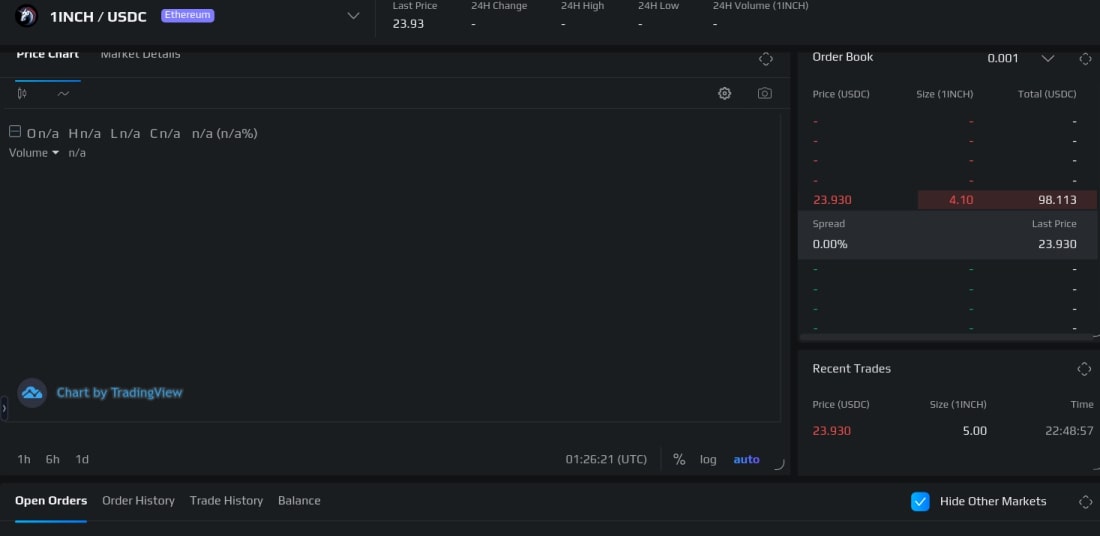 1INCH / USDC Ethereum
Last Price 24H Change 24H High 24H Low 24H Volume (1INCH)
23.93 - - - -
Price Chart Market Details
O n/a H n/a L n/a C n/a n/a (n/a%)
Volume n/a
Chart by TradingView
1h 6h 1d 01:26:21 (UTC) % log auto
Order Book 0.001
Price (USDC) Size (1INCH) Total (USDC)
- - -
- - -
- - -
- - -
23.930 4.10 98.113
Spread Last Price
0.00% 23.930
- - -
- - -
- - -
- - -
Recent Trades
Price (USDC) Size (1INCH) Time
23.930 5.00 22:48:57
Open Orders Order History Trade History Balance Hide Other Markets